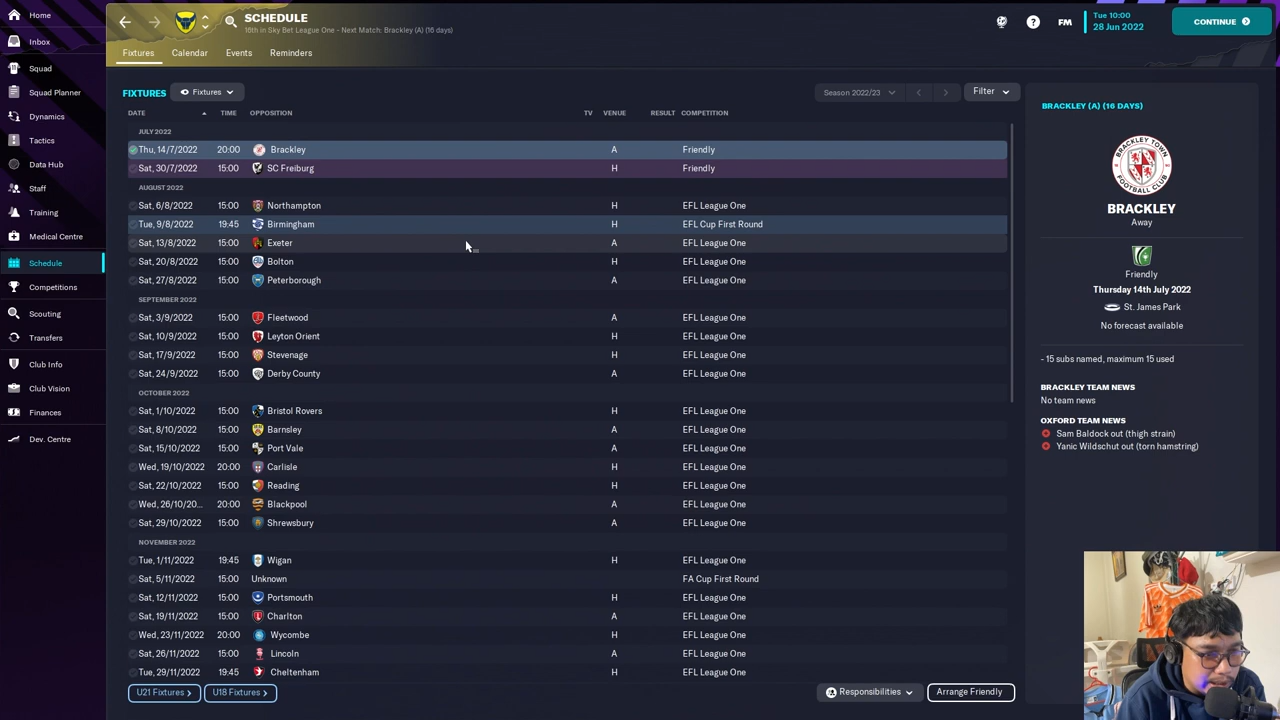 Home
Inbox
Squad
Squad Planner
Dynamics
Tactics
Data Hub
Staff
Training
Medical Centre
Schedule
Competitions
Scouting
Transfers
Club Info
Club Vision
Finances
Dev. Centre
SCHEDULE
18th in Sky Bet League One - Next Match: Brackley (A) (16 days)
FM
Tue 10:00
28 Jun 2022
CONTINUE
Fixtures
Calendar
Events
Reminders
FIXTURES
Fixtures
Season 2022/23
Filter
DATE TIME OPPOSITION TV VENUE RESULT COMPETITION
JULY 2022
Thu, 14/7/2022 20:00 Brackley A Friendly
Sat, 30/7/2022 15:00 SC Freiburg H Friendly
AUGUST 2022
Sat, 6/8/2022 15:00 Northampton H EFL League One
Tue, 9/8/2022 19:45 Birmingham H EFL Cup First Round
Sat, 13/8/2022 15:00 Exeter A EFL League One
Sat, 20/8/2022 15:00 Bolton H EFL League One
Sat, 27/8/2022 15:00 Peterborough A EFL League One
SEPTEMBER 2022
Sat, 3/9/2022 15:00 Fleetwood A EFL League One
Sat, 10/9/2022 15:00 Leyton Orient H EFL League One
Sat, 17/9/2022 15:00 Stevenage H EFL League One
Sat, 24/9/2022 15:00 Derby County A EFL League One
OCTOBER 2022
Sat, 1/10/2022 15:00 Bristol Rovers H EFL League One
Sat, 8/10/2022 15:00 Barnsley A EFL League One
Sat, 15/10/2022 15:00 Port Vale A EFL League One
Wed, 19/10/2022 20:00 Carlisle H EFL League One
Sat, 22/10/2022 15:00 Reading H EFL League One
Wed, 26/10/20... 20:00 Blackpool A EFL League One
Sat, 29/10/2022 15:00 Shrewsbury A EFL League One
NOVEMBER 2022
Tue, 1/11/2022 19:45 Wigan H EFL League One
Sat, 5/11/2022 15:00 Unknown FA Cup First Round
Sat, 12/11/2022 15:00 Portsmouth H EFL League One
Sat, 19/11/2022 15:00 Charlton A EFL League One
Wed, 23/11/2022 20:00 Wycombe H EFL League One
Sat, 26/11/2022 15:00 Lincoln A EFL League One
Tue, 29/11/2022 19:45 Cheltenham H EFL League One
U21 Fixtures
U18 Fixtures
Responsibilities
Arrange Friendly
BRACKLEY (A) (16 DAYS)
BRACKLEY TOWN
FOOTBALL CLUB
BRACKLEY
Away
Friendly
Thursday 14th July 2022
St. James Park
No forecast available
- 15 subs named, maximum 15 used
BRACKLEY TEAM NEWS
No team news
OXFORD TEAM NEWS
Sam Baldock out (thigh strain)
Yanic Wildschut out (torn hamstring)